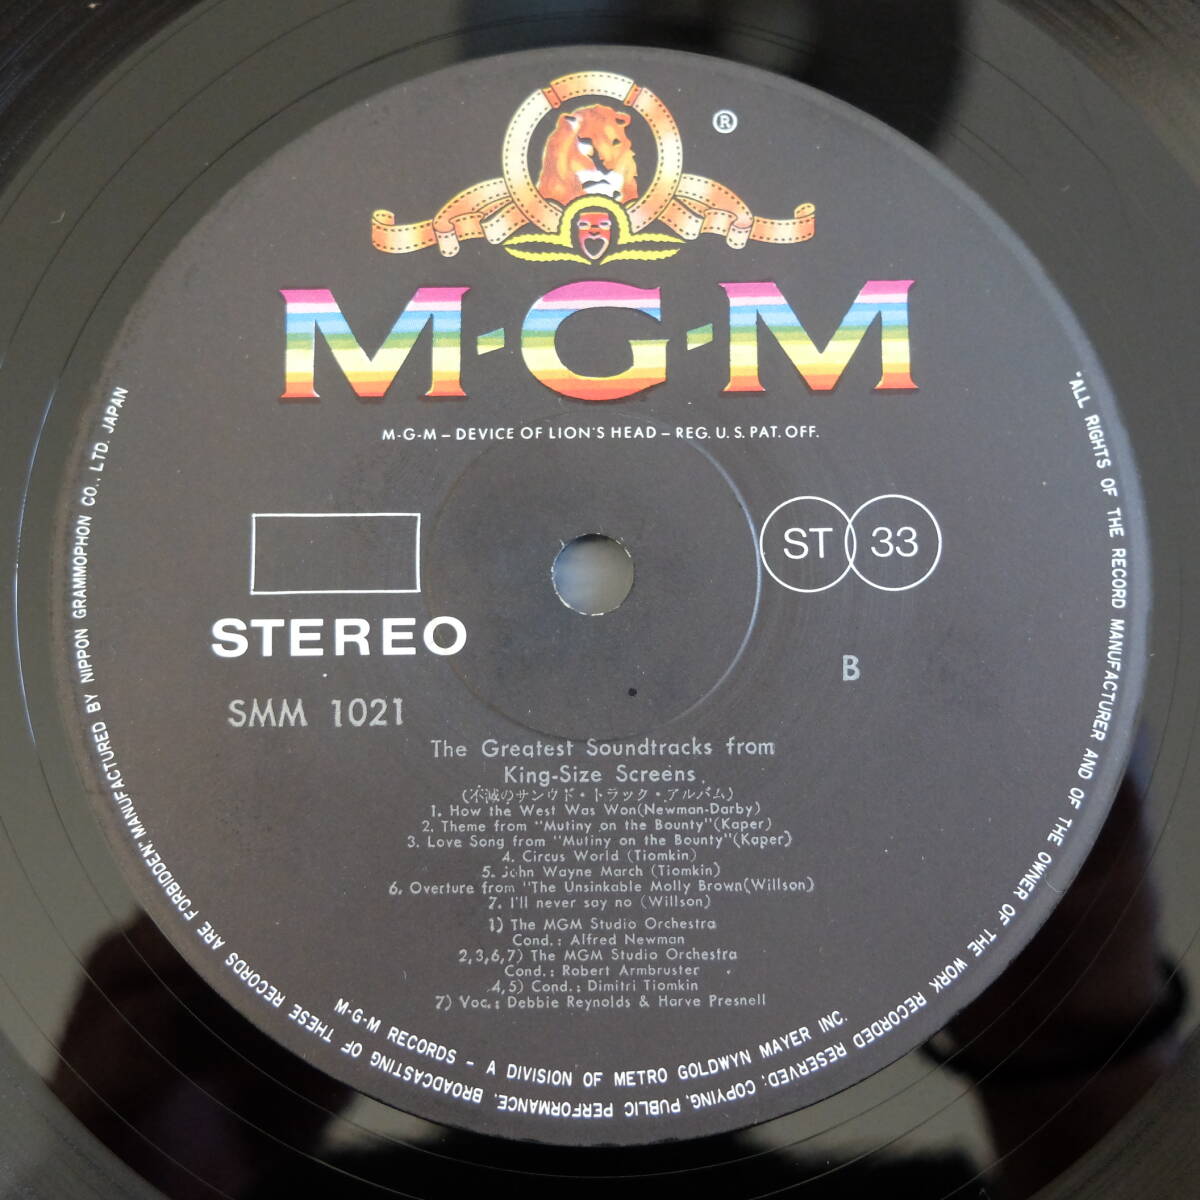 ®
M-G-M
M-G-M – DEVICE OF LION'S HEAD – REG. U. S. PAT. OFF.
ST 33
STEREO
SMM 1021
B
The Greatest Soundtracks from
King-Size Screens
(不滅のサンウド・トラック・アルバム)
1. How the West Was Won(Newman-Darby)
2. Theme from "Mutiny on the Bounty"(Kaper)
3. Love Song from "Mutiny on the Bounty"(Kaper)
4. Circus World (Tiomkin)
5. John Wayne March (Tiomkin)
6. Overture from "The Unsinkable Molly Brown(Willson)
7. I'll never say no (Willson)
1) The MGM Studio Orchestra
Cond.: Alfred Newman
2,3,6,7) The MGM Studio Orchestra
Cond.: Robert Armbruster
4,5) Cond.: Dimitri Tiomkin
7) Voc.: Debbie Reynolds & Harve Presnell
M-G-M RECORDS – A DIVISION OF METRO GOLDWYN MAYER INC.
"ALL RIGHTS OF THE RECORD MANUFACTURER AND OF THE OWNER OF THE WORK RECORDED RESERVED: COPYING, PUBLIC PERFORMANCE, BROADCASTING OF THESE RECORDS ARE FORBIDDEN" MANUFACTURED BY NIPPON GRAMMOPHON CO., LTD. JAPAN